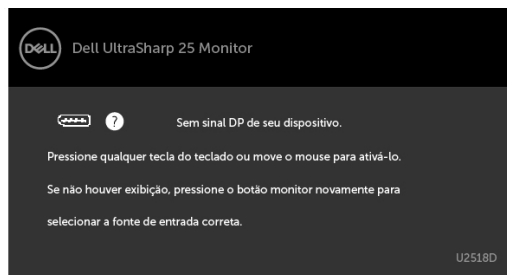 DELL
Dell UltraSharp 25 Monitor
?
Sem sinal DP de seu dispositivo.
Pressione qualquer tecla do teclado ou move o mouse para ativá-lo.
Se não houver exibição, pressione o botão monitor novamente para
selecionar a fonte de entrada correta.
U2518D